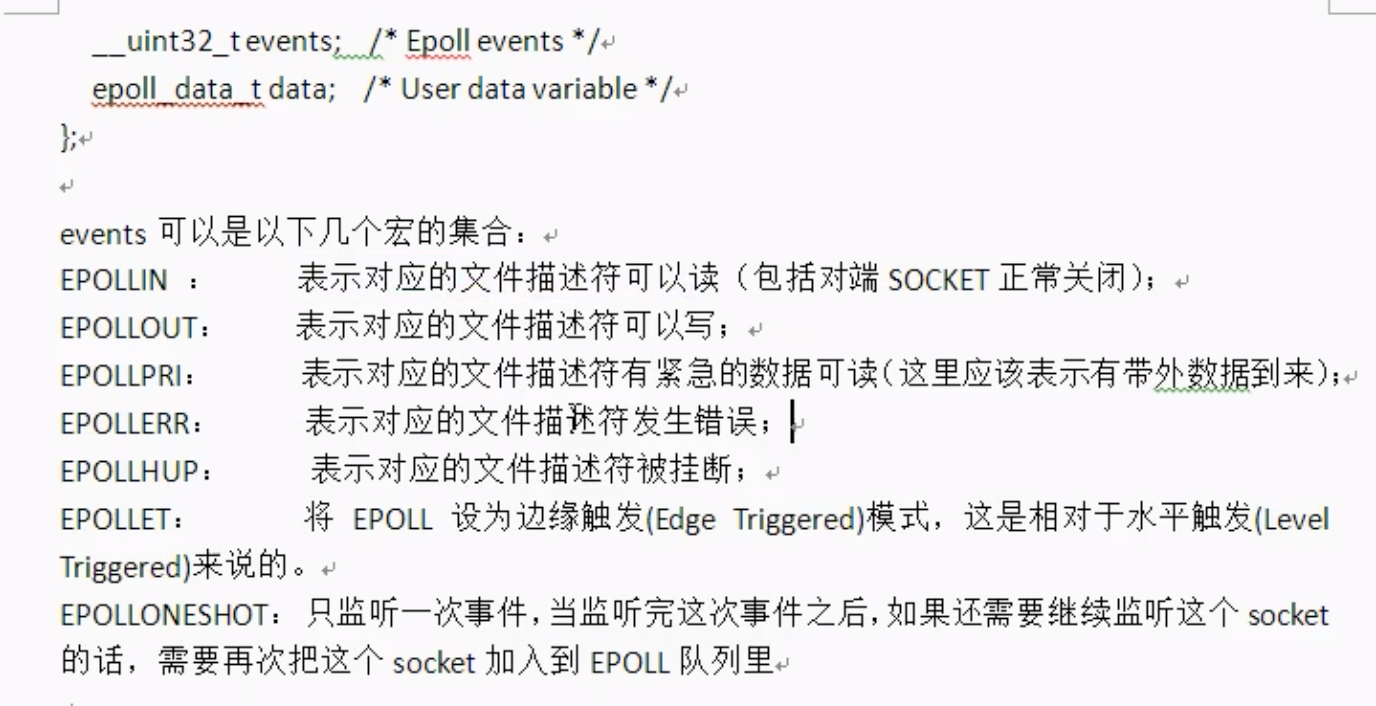 __uint32_t events; /* Epoll events */
epoll_data_t data; /* User data variable */
};
events 可以是以下几个宏的集合：
EPOLLIN ： 表示对应的文件描述符可以读（包括对端 SOCKET 正常关闭）；
EPOLLOUT： 表示对应的文件描述符可以写；
EPOLLPRI： 表示对应的文件描述符有紧急的数据可读（这里应该表示有带外数据到来）；
EPOLLERR： 表示对应的文件描述符发生错误；
EPOLLHUP： 表示对应的文件描述符被挂断；
EPOLLET： 将 EPOLL 设为边缘触发(Edge Triggered)模式，这是相对于水平触发(Level
Triggered)来说的。
EPOLLONESHOT： 只监听一次事件，当监听完这次事件之后，如果还需要继续监听这个 socket
的话，需要再次把这个 socket 加入到 EPOLL 队列里